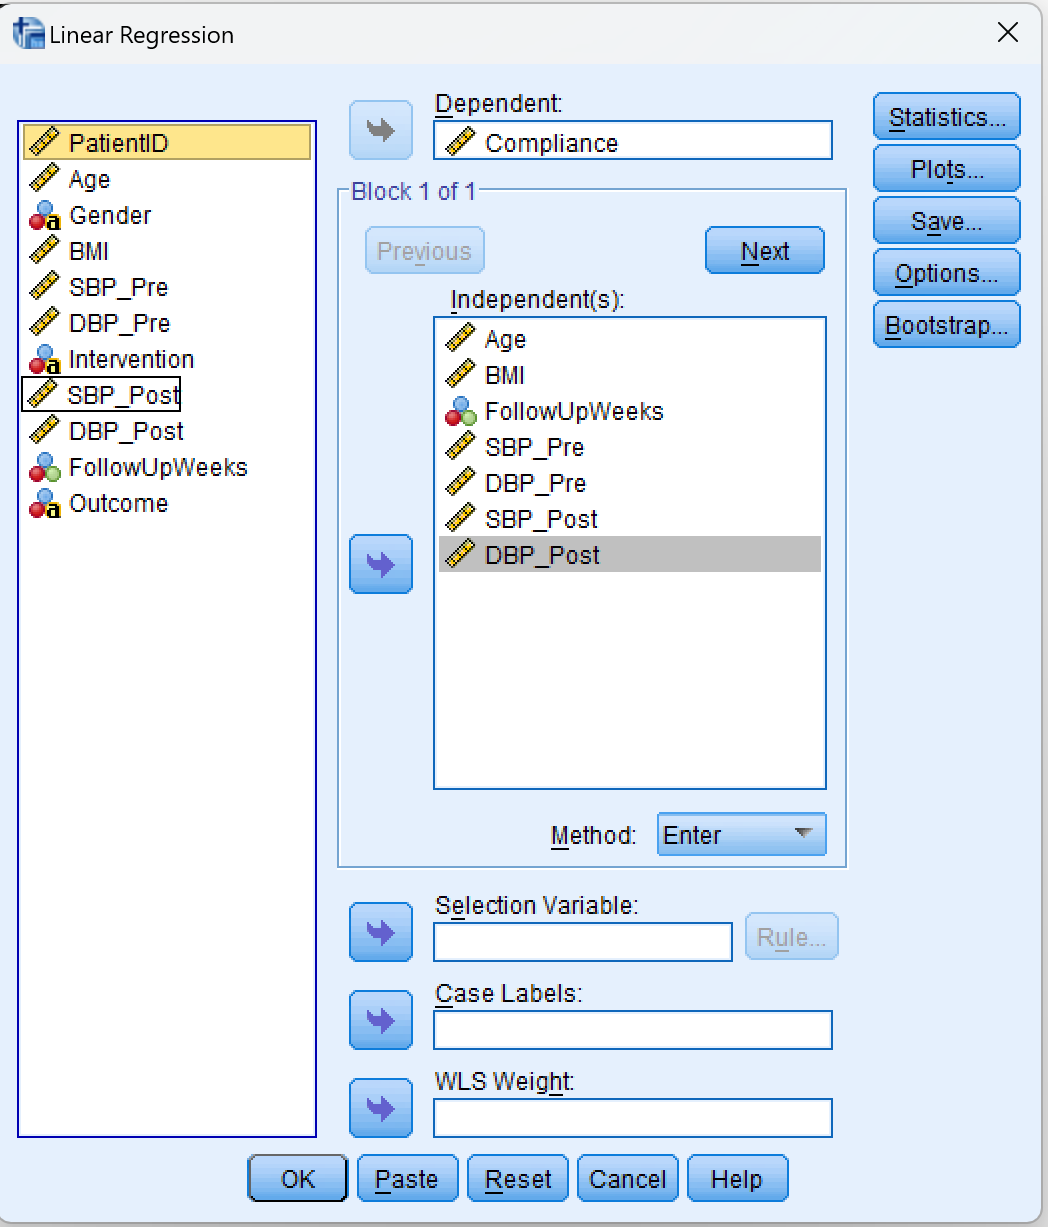 Linear Regression
PatientID
Age
Gender
BMI
SBP_Pre
DBP_Pre
Intervention
SBP_Post
DBP_Post
FollowUpWeeks
Outcome
Dependent:
Compliance
Block 1 of 1
Previous
Next
Independent(s):
Age
BMI
FollowUpWeeks
SBP_Pre
DBP_Pre
SBP_Post
DBP_Post
Method:
Enter
Selection Variable:
Rule...
Case Labels:
WLS Weight:
Statistics...
Plots...
Save...
Options...
Bootstrap...
OK
Paste
Reset
Cancel
Help